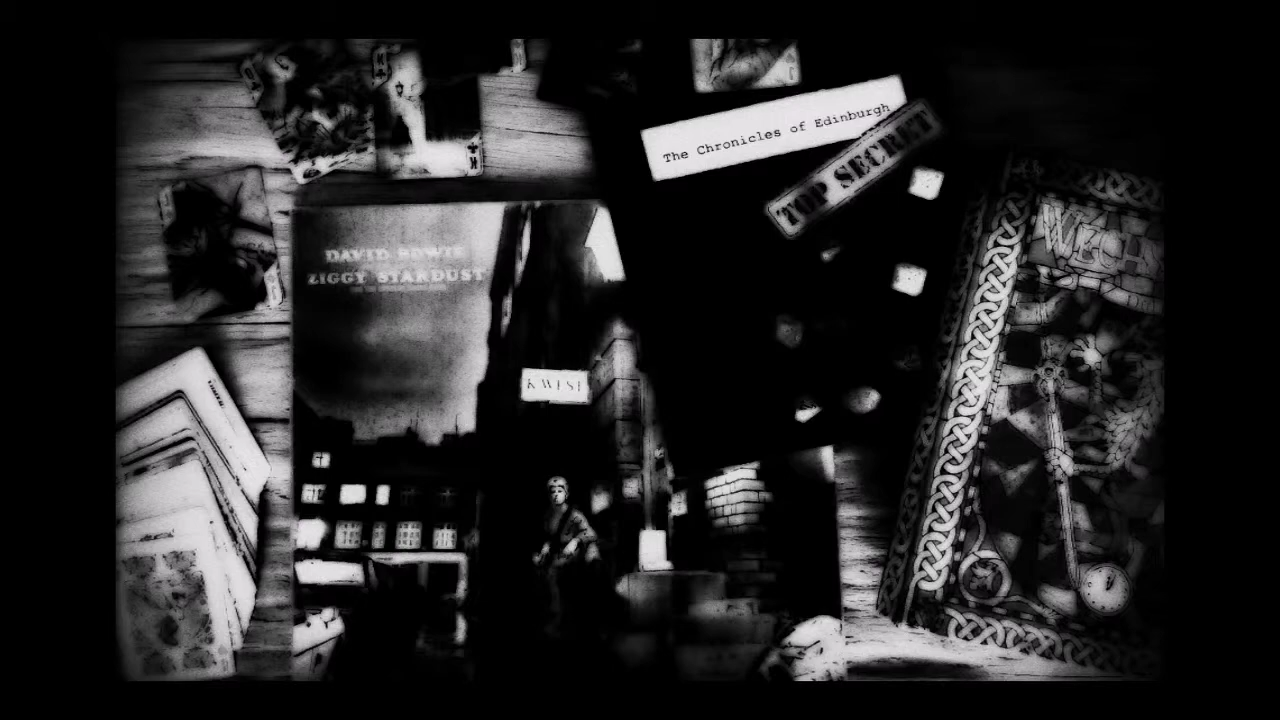 The Chronicles of Edinburgh
TOP SECRET
DAVID BOWIE
ZIGGY STARDUST
K.WEST
K